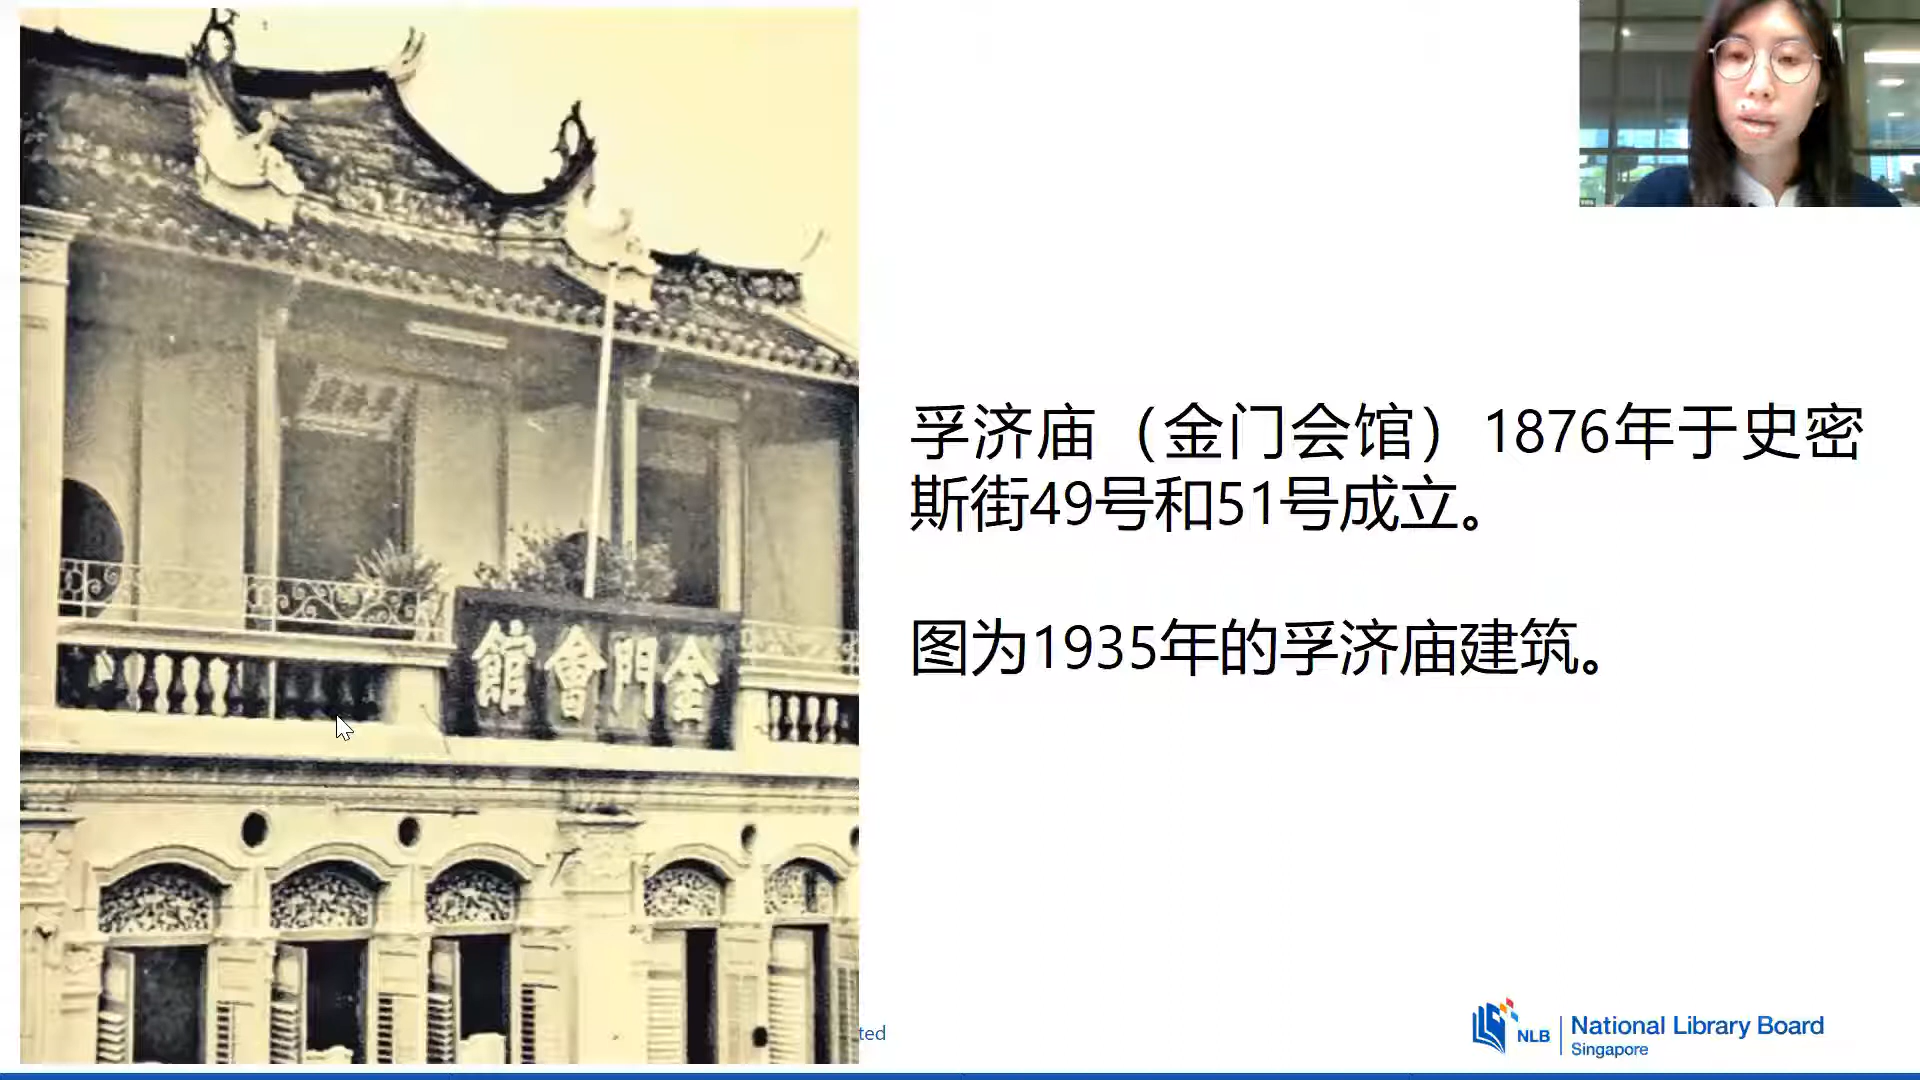 金門會館
孚济庙（金门会馆）1876年于史密
斯街49号和51号成立。
图为1935年的孚济庙建筑。
ted
NLB
National Library Board
Singapore